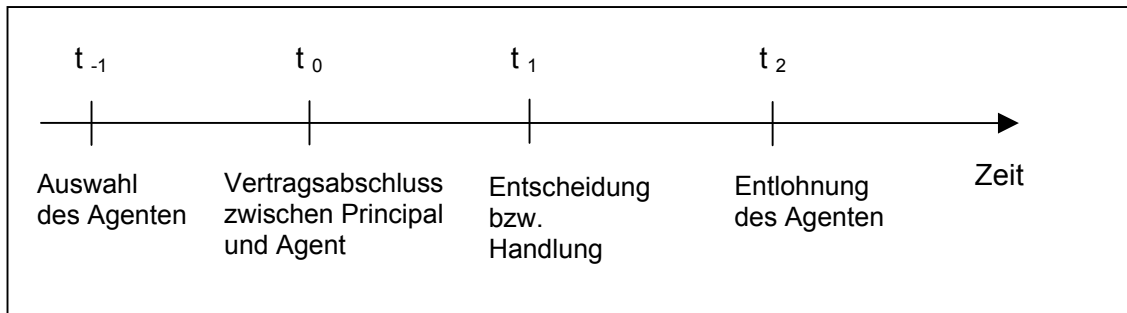 t -1
t 0
t 1
t 2
Auswahl
des Agenten
Vertragsabschluss
zwischen Principal
und Agent
Entscheidung
bzw.
Handlung
Entlohnung
des Agenten
Zeit